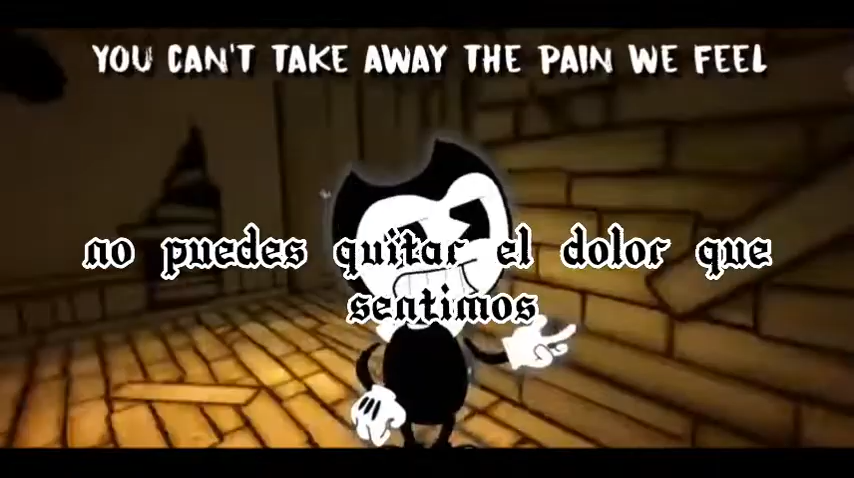 YOU CAN'T TAKE AWAY THE PAIN WE FEEL
no puedes quitar el dolor que
sentimos